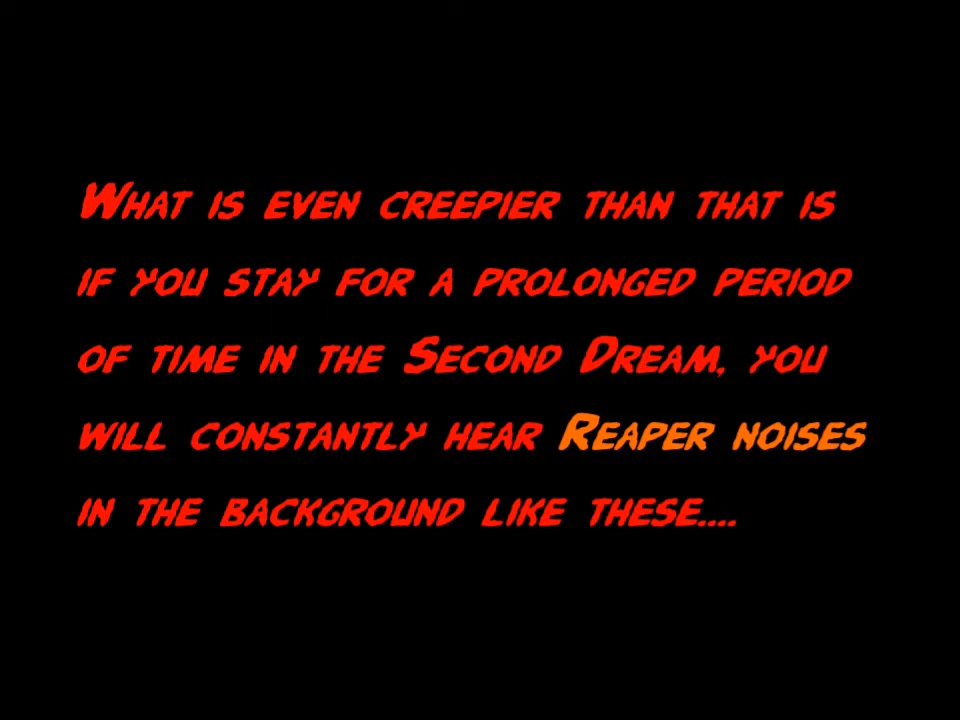 What is even creepier than that is
if you stay for a prolonged period
of time in the Second Dream, you
will constantly hear Reaper noises
in the background like these....